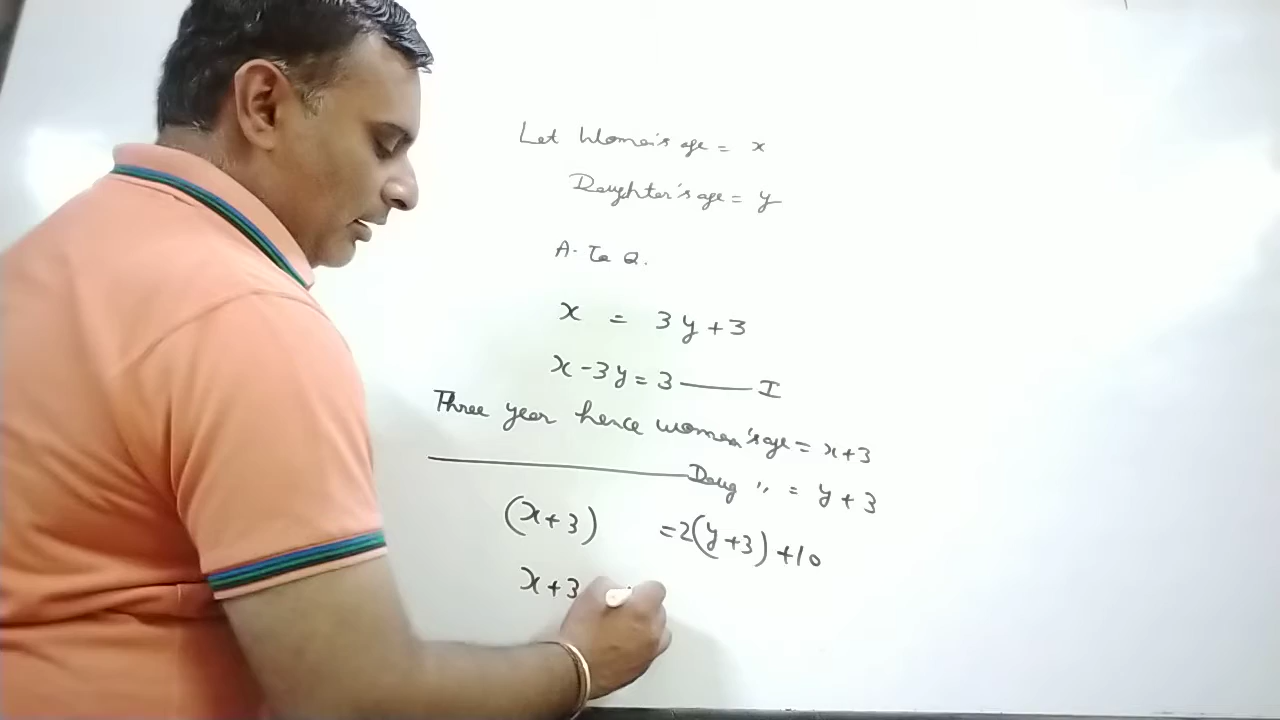 Let Women's age = x
Daughter's age = y
A. To Q.
x = 3y + 3
x - 3y = 3 —— I
Three year hence women's age = x+3
—— Daug " = y + 3
(x+3) = 2(y+3) + 10
x+3